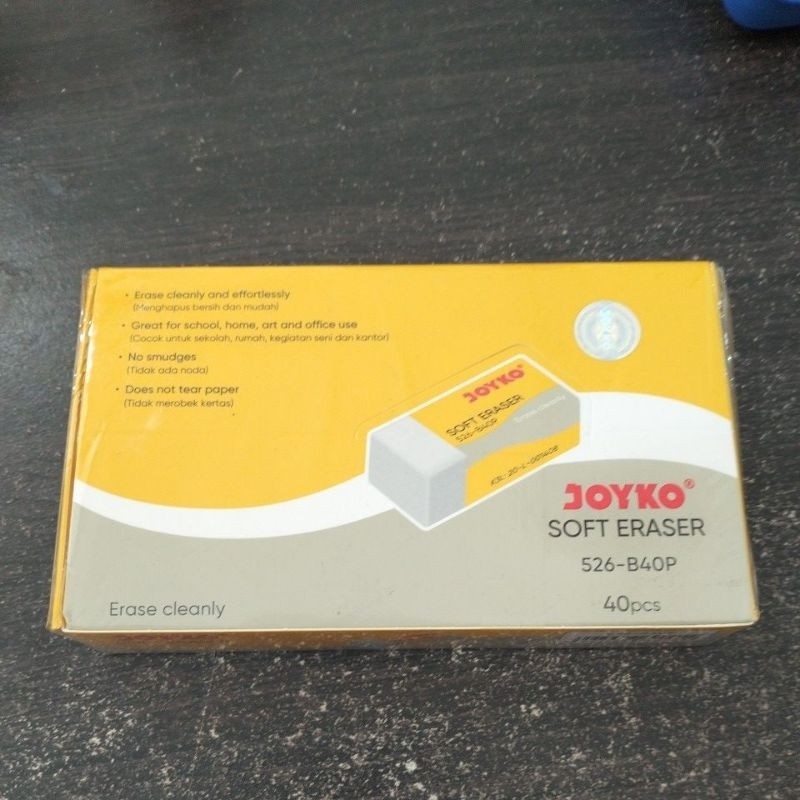 • Erase cleanly and effortlessly
(Menghapus bersih dan mudah)
• Great for school, home, art and office use
(Cocok untuk sekolah, rumah, kegiatan seni dan kantor)
• No smudges
(Tidak ada noda)
• Does not tear paper
(Tidak merobek kertas)
JOYKO®
SOFT ERASER
526-B40P
Erase cleanly
JOYKO®
SOFT ERASER
526-B40P
40pcs
Erase cleanly